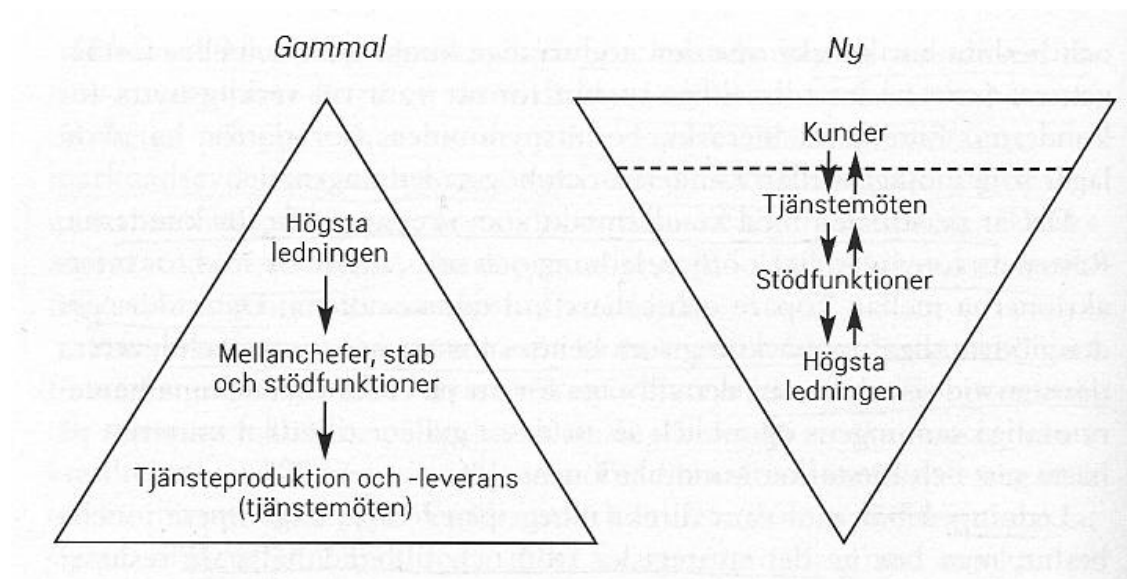 Gammal
Högsta
ledningen
Mellanchefer, stab
och stödfunktioner
Tjänsteproduktion och -leverans
(tjänstemöten)
Ny
Kunder
Tjänstemöten
Stödfunktioner
Högsta
ledningen